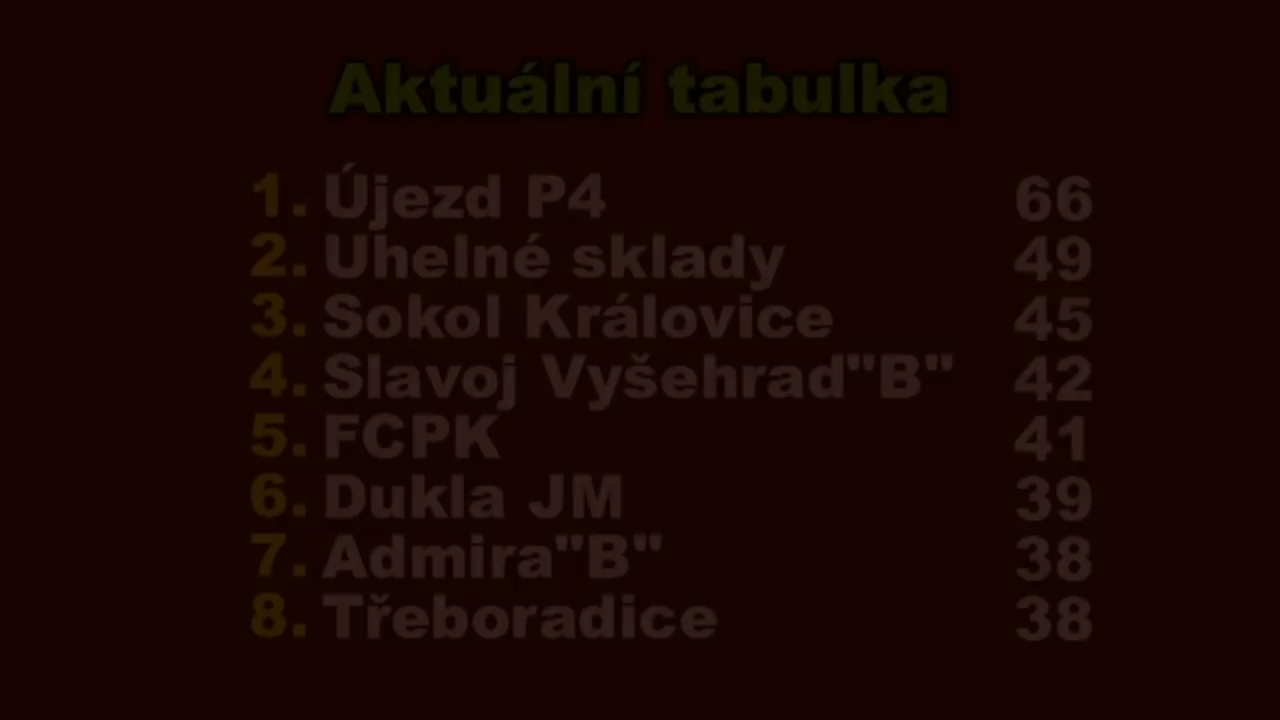 Aktuální tabulka
1. Újezd P4 66
2. Uhelné sklady 49
3. Sokol Královice 45
4. Slavoj Vyšehrad"B" 42
5. FCPK 41
6. Dukla JM 39
7. Admira"B" 38
8. Třeboradice 38